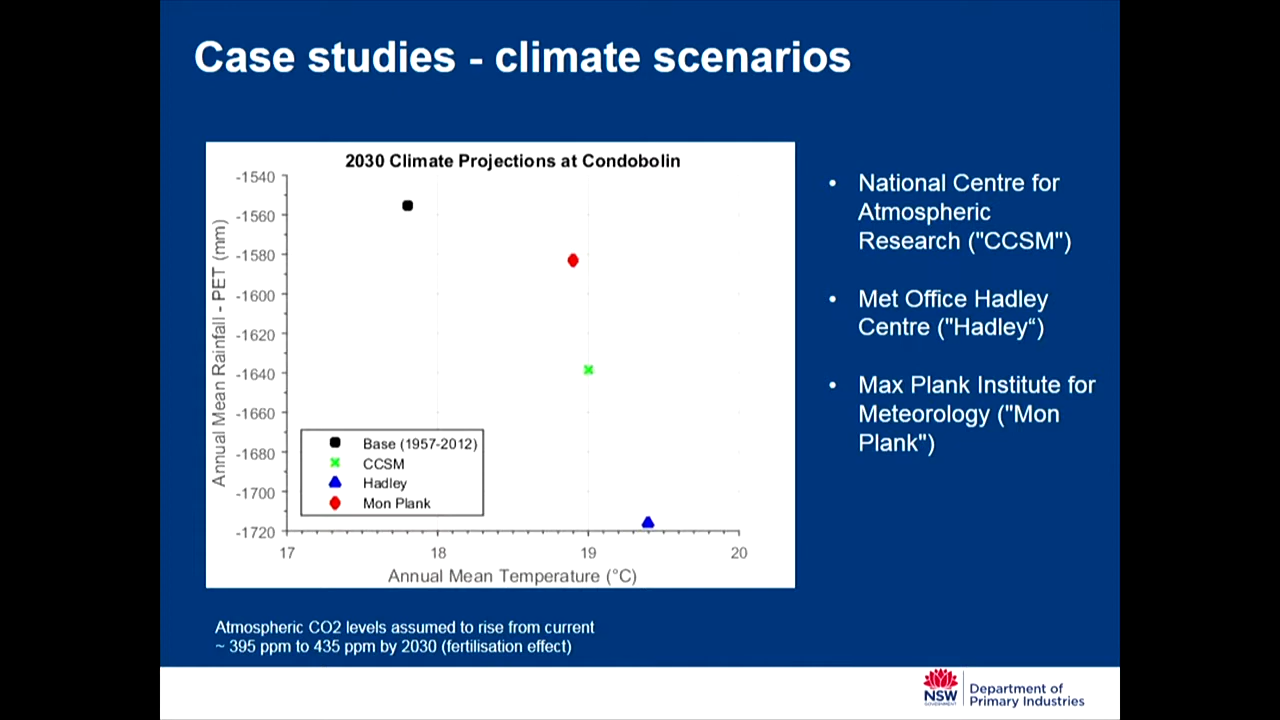 Case studies - climate scenarios
2030 Climate Projections at Condobolin
-1540
-1560
-1580
-1600
-1620
-1640
-1660
-1680
-1700
-1720
Annual Mean Rainfall - PET (mm)
Base (1957-2012)
CCSM
Hadley
Mon Plank
17
18
19
20
Annual Mean Temperature (°C)
• National Centre for
Atmospheric
Research ("CCSM")
• Met Office Hadley
Centre ("Hadley“)
• Max Plank Institute for
Meteorology ("Mon
Plank")
Atmospheric CO2 levels assumed to rise from current
~ 395 ppm to 435 ppm by 2030 (fertilisation effect)
NSW
GOVERNMENT
Department of
Primary Industries